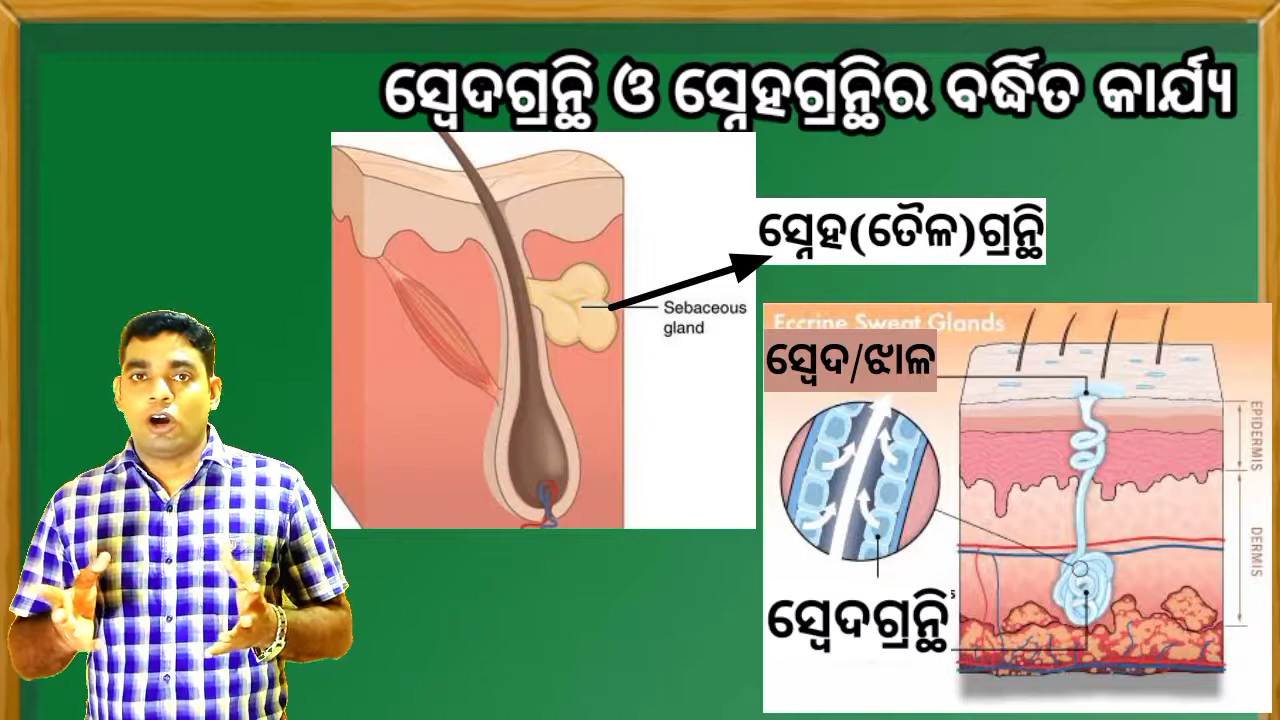 ସ୍ୱେଦଗ୍ରନ୍ଥି ଓ ସ୍ନେହଗ୍ରନ୍ଥିର ବର୍ଦ୍ଧିତ କାର୍ଯ୍ୟ
ସ୍ନେହ(ତୈଳ)ଗ୍ରନ୍ଥି
Sebaceous
gland
Eccrine Sweat Glands
ସ୍ୱେଦ/ଝାଳ
EPIDERMIS
DERMIS
ସ୍ୱେଦଗ୍ରନ୍ଥି